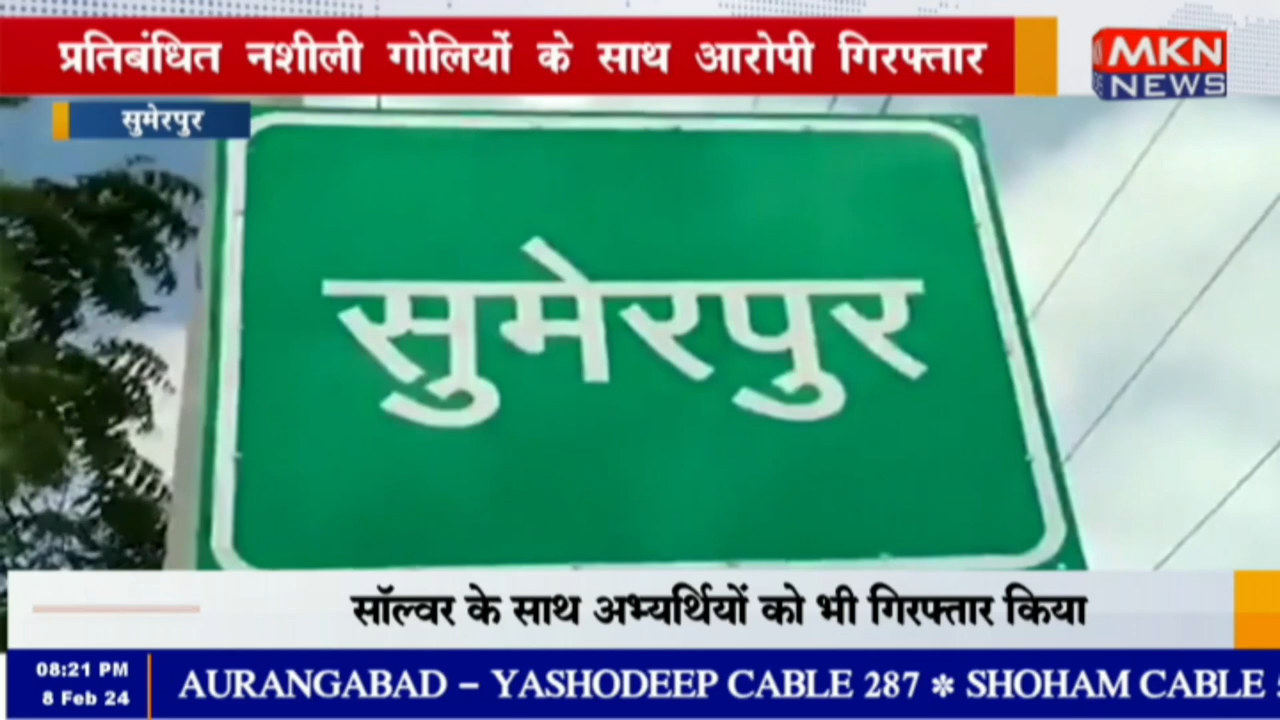 प्रतिबंधित नशीली गोलियों के साथ आरोपी गिरफ्तार
MKN
NEWS
सुमेरपुर
सुमेरपुर
सॉल्वर के साथ अभ्यर्थियों को भी गिरफ्तार किया
08:21 PM
8 Feb 24
AURANGABAD – YASHODEEP CABLE 287 ✱ SHOHAM CABLE